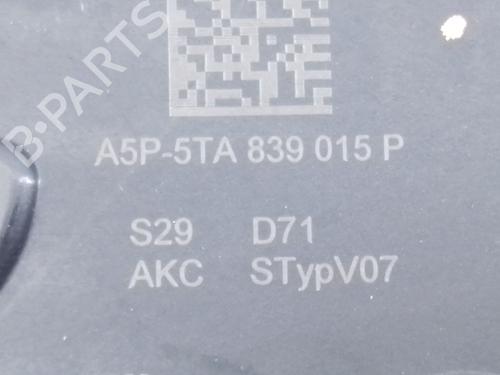 B-PARTS
A5P-5TA 839 015 P
S29 D71
AKC STypV07